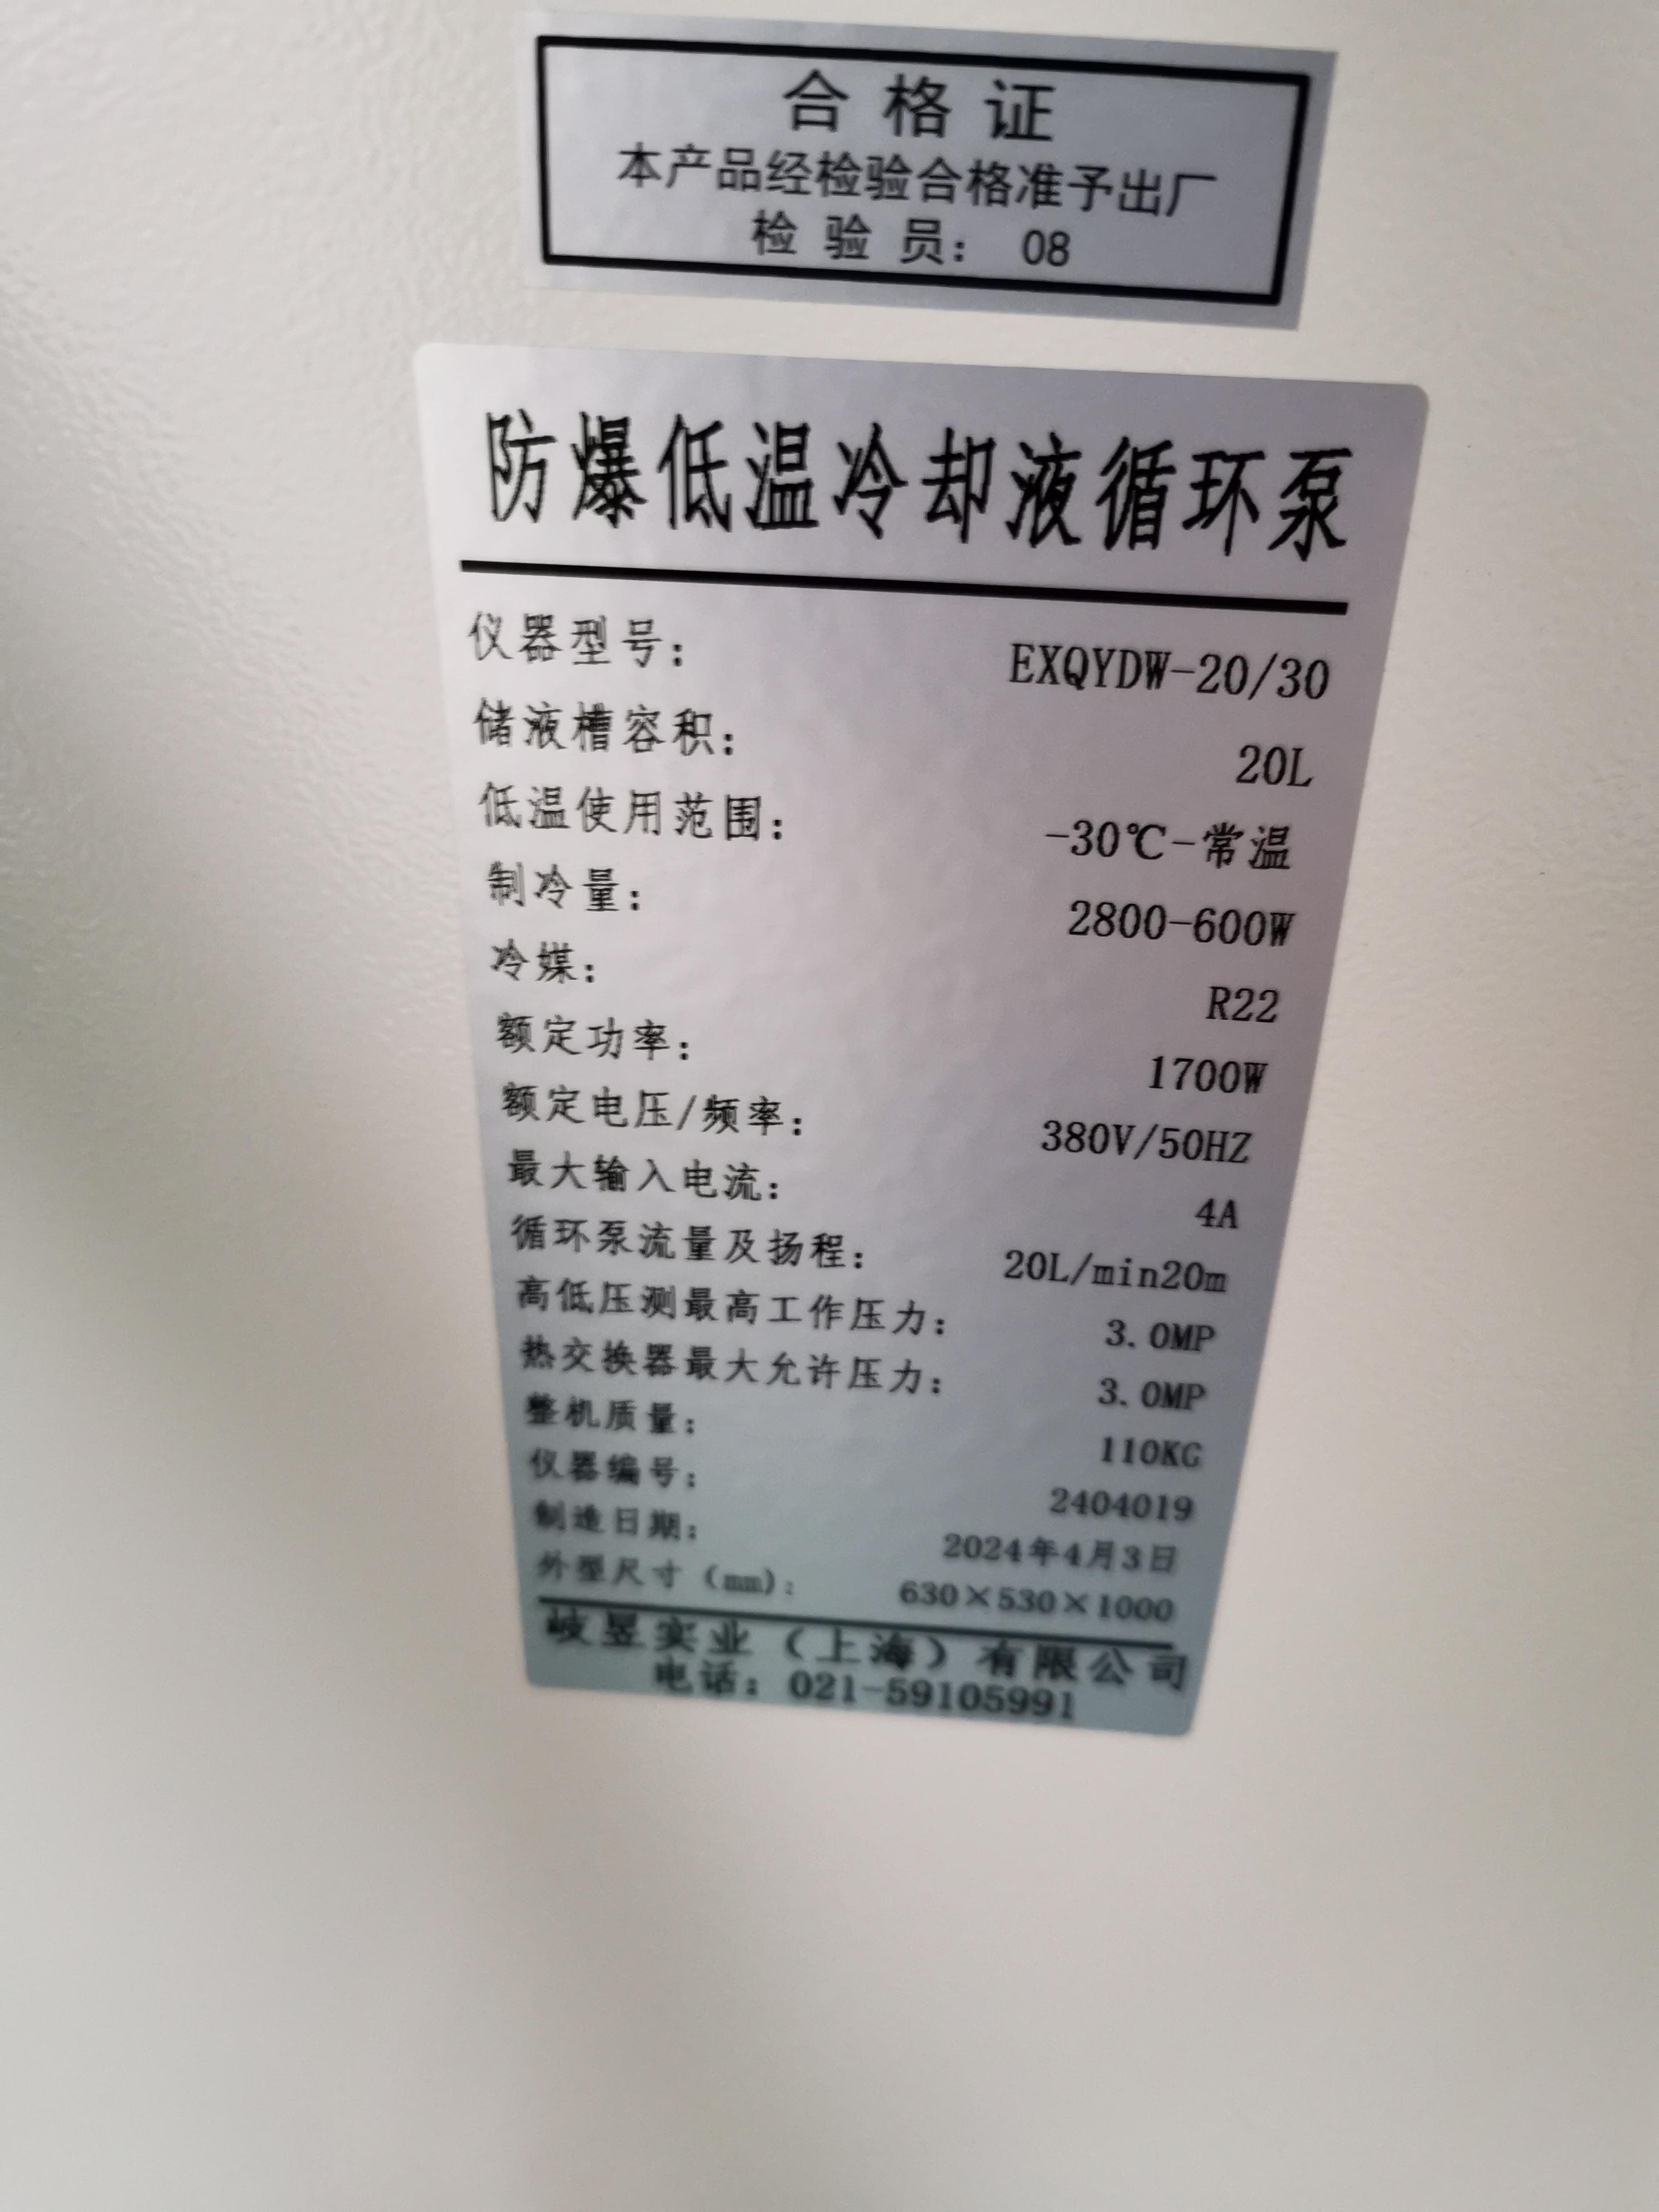 合格证
本产品经检验合格准予出厂
检验员： 08
防爆低温冷却液循环泵
仪器型号： EXQYDW-20/30
储液槽容积： 20L
低温使用范围： -30℃-常温
制冷量： 2800-600W
冷媒： R22
额定功率： 1700W
额定电压/频率： 380V/50HZ
最大输入电流： 4A
循环泵流量及扬程： 20L/min20m
高低压测最高工作压力： 3.0MP
热交换器最大允许压力： 3.0MP
整机质量： 110KG
仪器编号： 2404019
制造日期： 2024年4月3日
外型尺寸（mm)： 630×530×1000
岐昱实业（上海）有限公司
电话：021-59105991